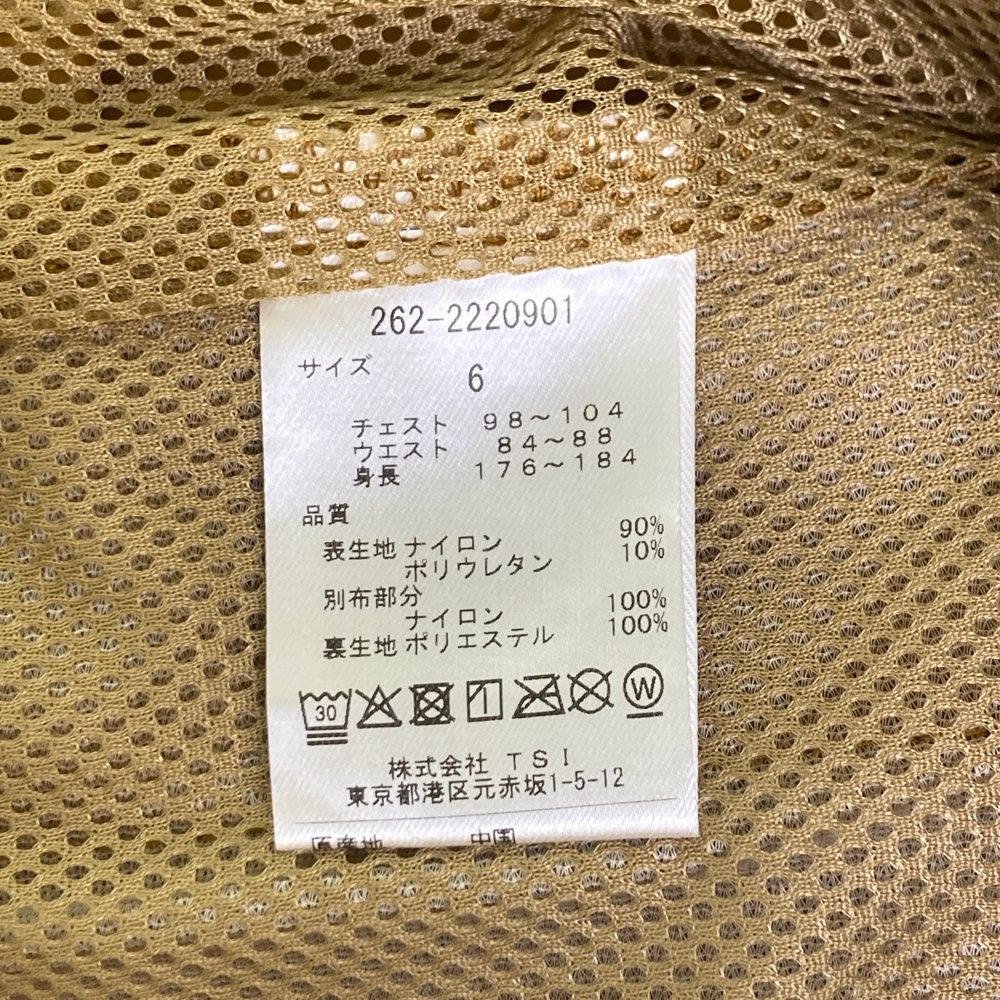 262-2220901
サイズ 6
チェスト 98～104
ウエスト 84～88
身長 176～184
品質
表生地 ナイロン 90%
ポリウレタン 10%
別布部分
ナイロン 100%
裏生地 ポリエステル 100%
30 W
株式会社 TSI
東京都港区元赤坂1-5-12
原産地 中国